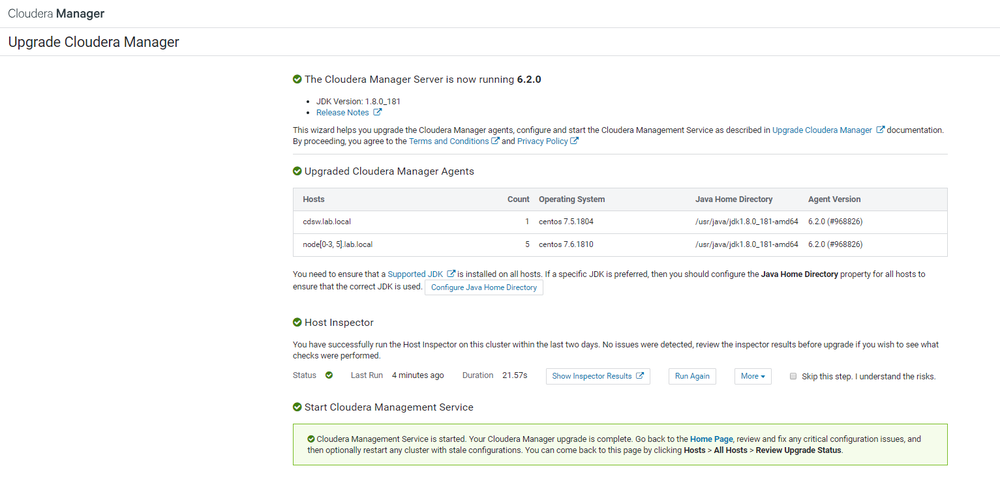 Cloudera Manager
Upgrade Cloudera Manager
The Cloudera Manager Server is now running 6.2.0
JDK Version: 1.8.0_181
Release Notes
This wizard helps you upgrade the Cloudera Manager agents, configure and start the Cloudera Management Service as described in Upgrade Cloudera Manager documentation.
By proceeding, you agree to the Terms and Conditions and Privacy Policy
Upgraded Cloudera Manager Agents
Hosts Count Operating System Java Home Directory Agent Version
cdsw.lab.local 1 centos 7.5.1804 /usr/java/jdk1.8.0_181-amd64 6.2.0 (#968826)
node[0-3, 5].lab.local 5 centos 7.6.1810 /usr/java/jdk1.8.0_181-amd64 6.2.0 (#968826)
You need to ensure that a Supported JDK is installed on all hosts. If a specific JDK is preferred, then you should configure the Java Home Directory property for all hosts to
ensure that the correct JDK is used. Configure Java Home Directory
Host Inspector
You have successfully run the Host Inspector on this cluster within the last two days. No issues were detected, review the inspector results before upgrade if you wish to see what
checks were performed.
Status Last Run 4 minutes ago Duration 21.57s Show Inspector Results Run Again More Skip this step. I understand the risks.
Start Cloudera Management Service
Cloudera Management Service is started. Your Cloudera Manager upgrade is complete. Go back to the Home Page, review and fix any critical configuration issues, and
then optionally restart any cluster with stale configurations. You can come back to this page by clicking Hosts > All Hosts > Review Upgrade Status.